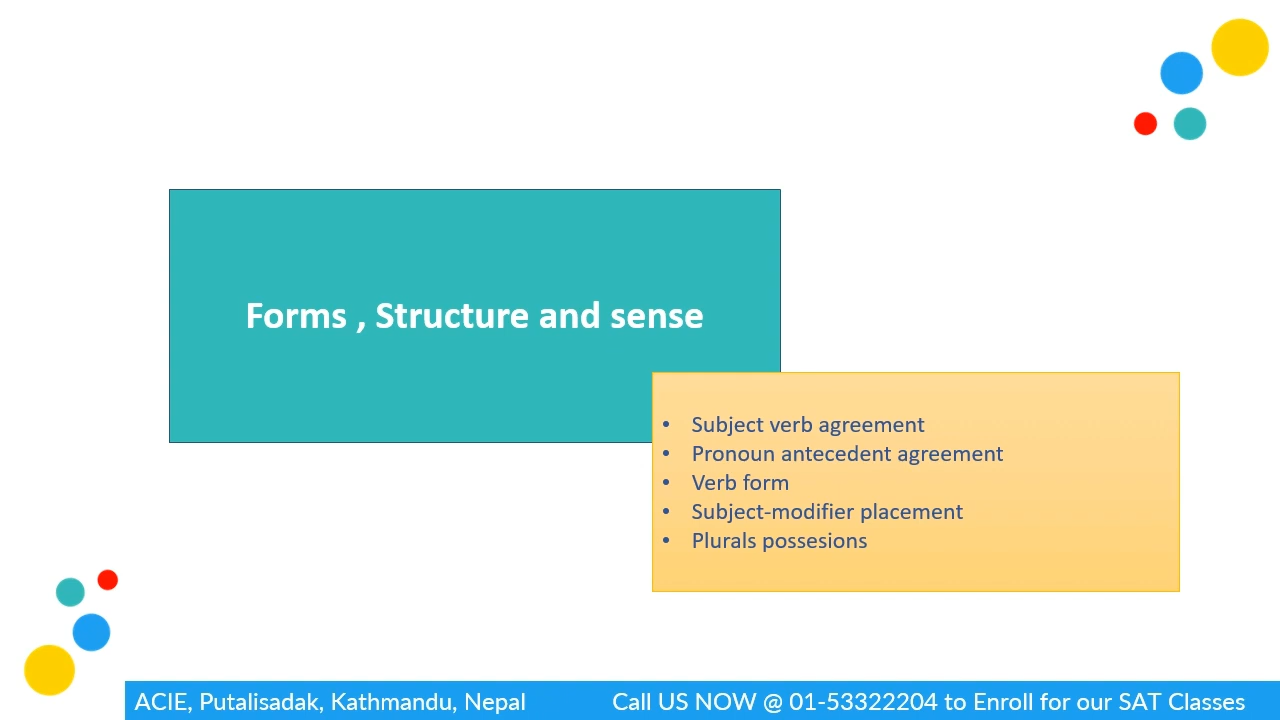 Forms , Structure and sense
• Subject verb agreement
• Pronoun antecedent agreement
• Verb form
• Subject-modifier placement
• Plurals possesions
ACIE, Putalisadak, Kathmandu, Nepal
Call US NOW @ 01-53322204 to Enroll for our SAT Classes